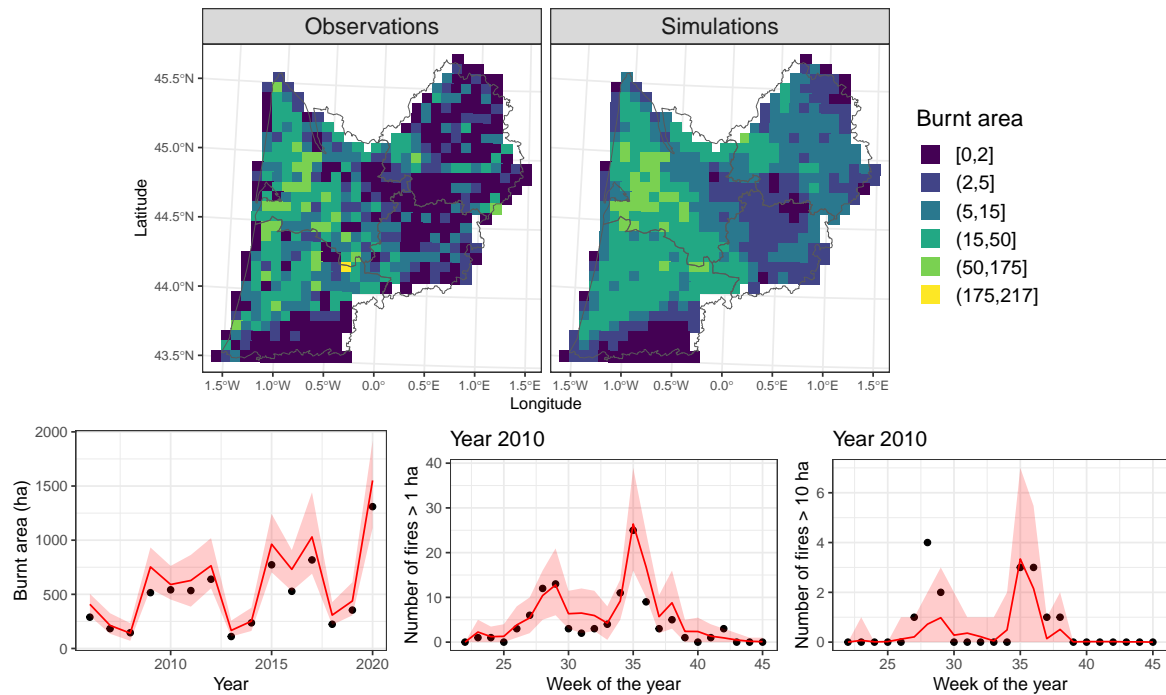 Observations
Simulations
45.5°N
45.0°N
44.5°N
44.0°N
43.5°N
Latitude
1.5°W 1.0°W 0.5°W 0.0° 0.5°E 1.0°E 1.5°E
1.5°W 1.0°W 0.5°W 0.0° 0.5°E 1.0°E 1.5°E
Longitude
Burnt area
[0,2]
(2,5]
(5,15]
(15,50]
(50,175]
(175,217]
2000
1500
1000
500
0
Burnt area (ha)
2010 2015 2020
Year
Year 2010
40
30
20
10
0
Number of fires > 1 ha
25 30 35 40 45
Week of the year
Year 2010
6
4
2
0
Number of fires > 10 ha
25 30 35 40 45
Week of the year